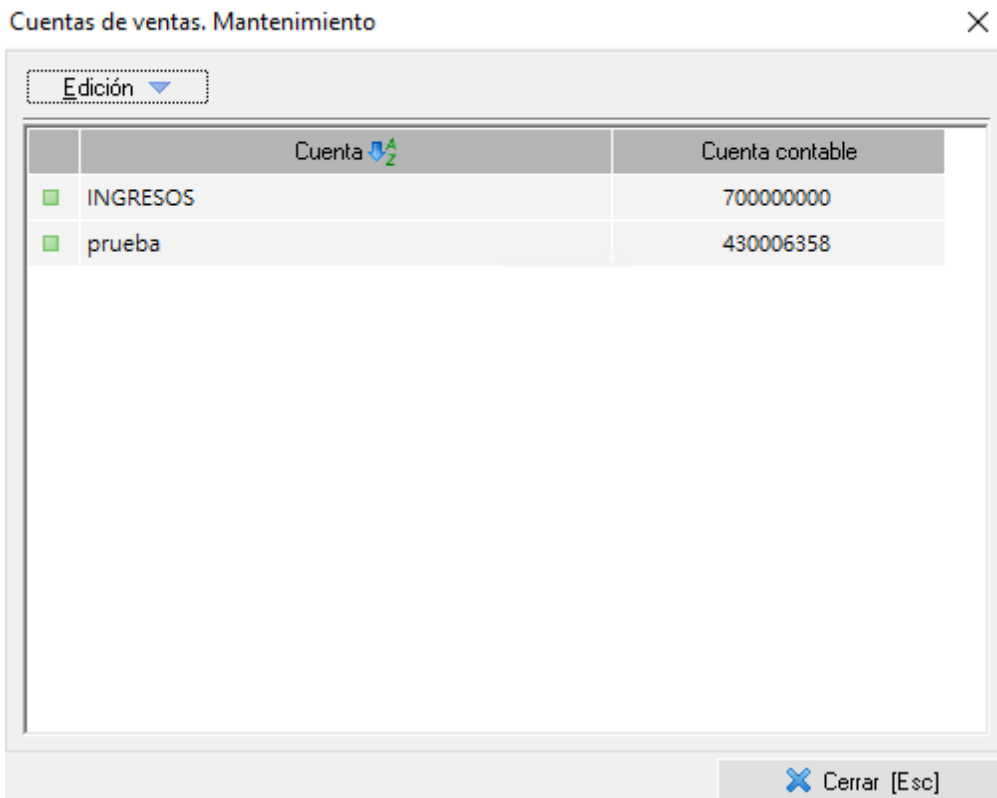 Cuentas de ventas. Mantenimiento
Edición
Cuenta Cuenta contable
INGRESOS 700000000
prueba 430006358
Cerrar [Esc]